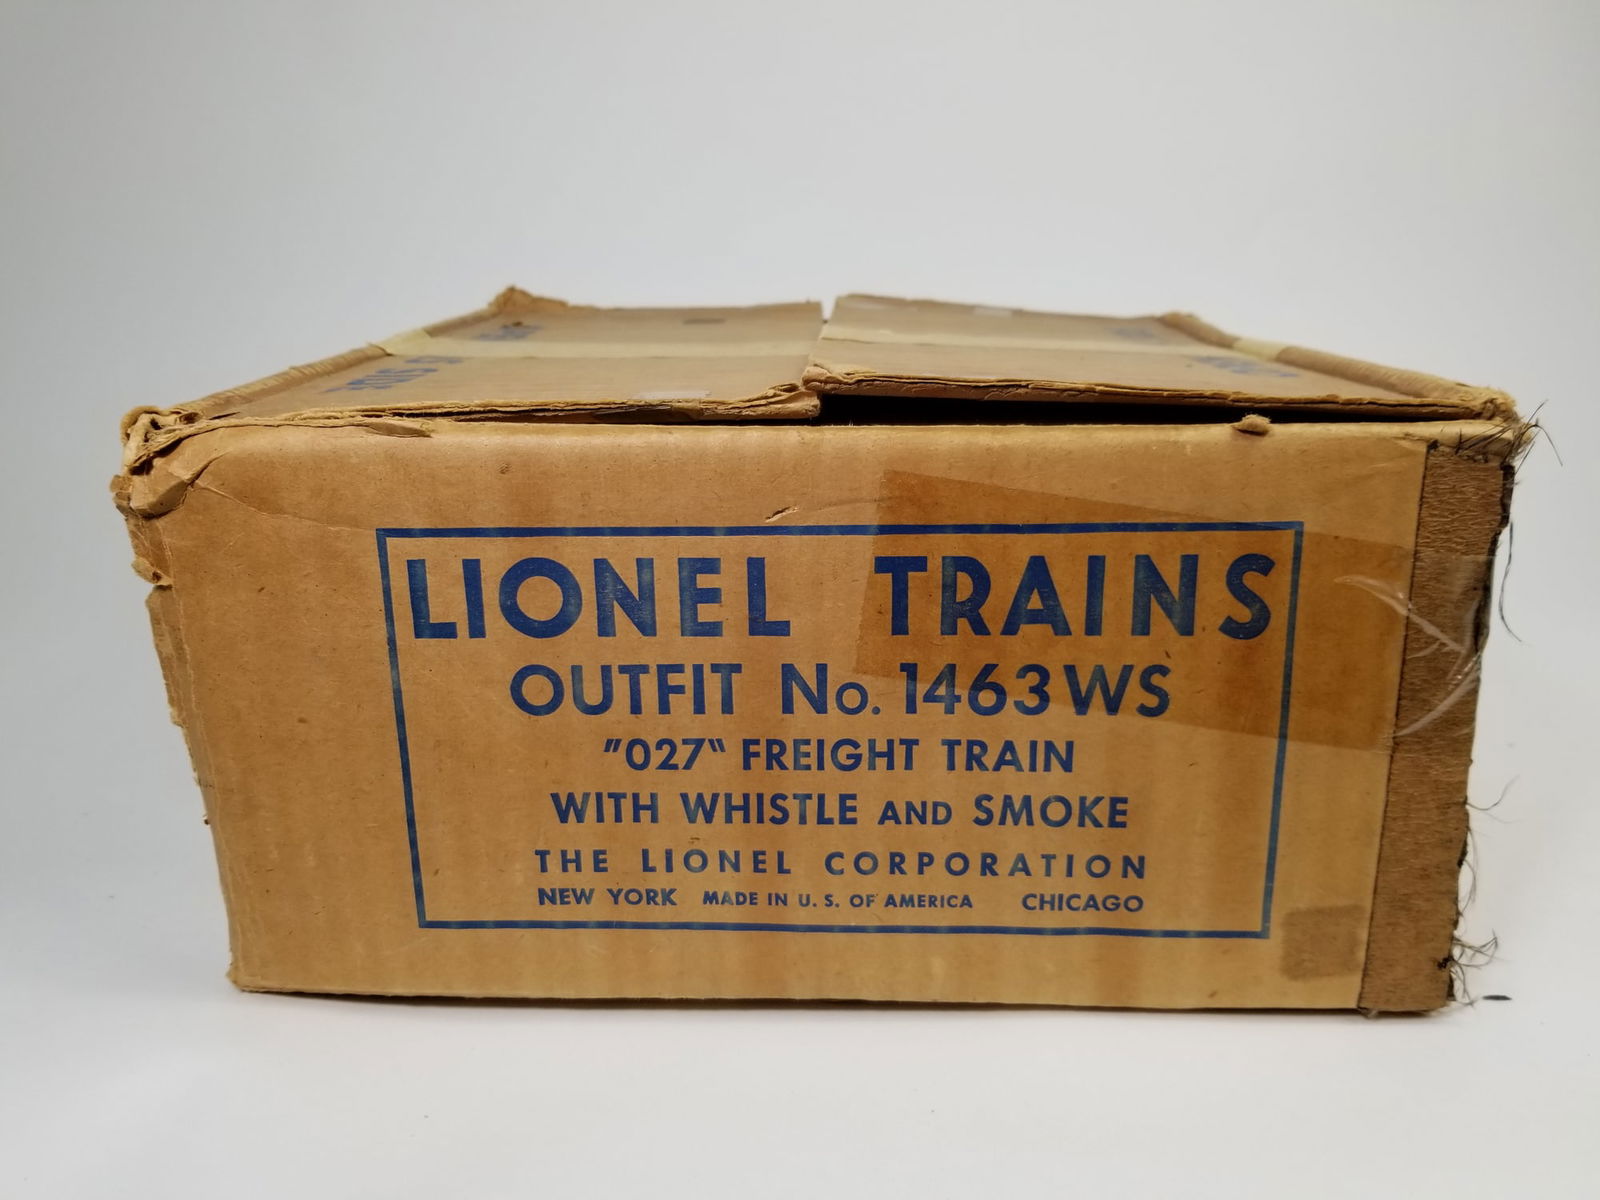 LIONEL TRAINS
OUTFIT No. 1463WS
"027" FREIGHT TRAIN
WITH WHISTLE AND SMOKE
THE LIONEL CORPORATION
NEW YORK MADE IN U. S. OF AMERICA CHICAGO